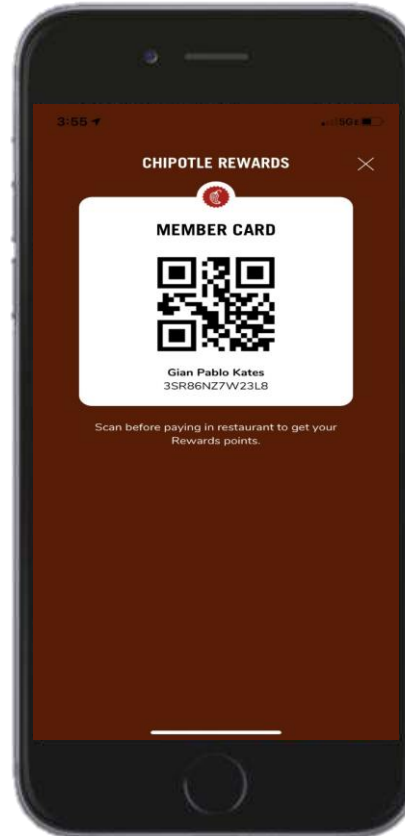 3:55
5G
CHIPOTLE REWARDS
MEMBER CARD
Gian Pablo Kates
3SR86NZ7W23L8
Scan before paying in restaurant to get your
Rewards points.